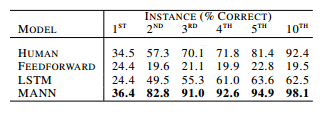 INSTANCE (% CORRECT)
MODEL 1ST 2ND 3RD 4TH 5TH 10TH
HUMAN 34.5 57.3 70.1 71.8 81.4 92.4
FEEDFORWARD 24.4 19.6 21.1 19.9 22.8 19.5
LSTM 24.4 49.5 55.3 61.0 63.6 62.5
MANN 36.4 82.8 91.0 92.6 94.9 98.1